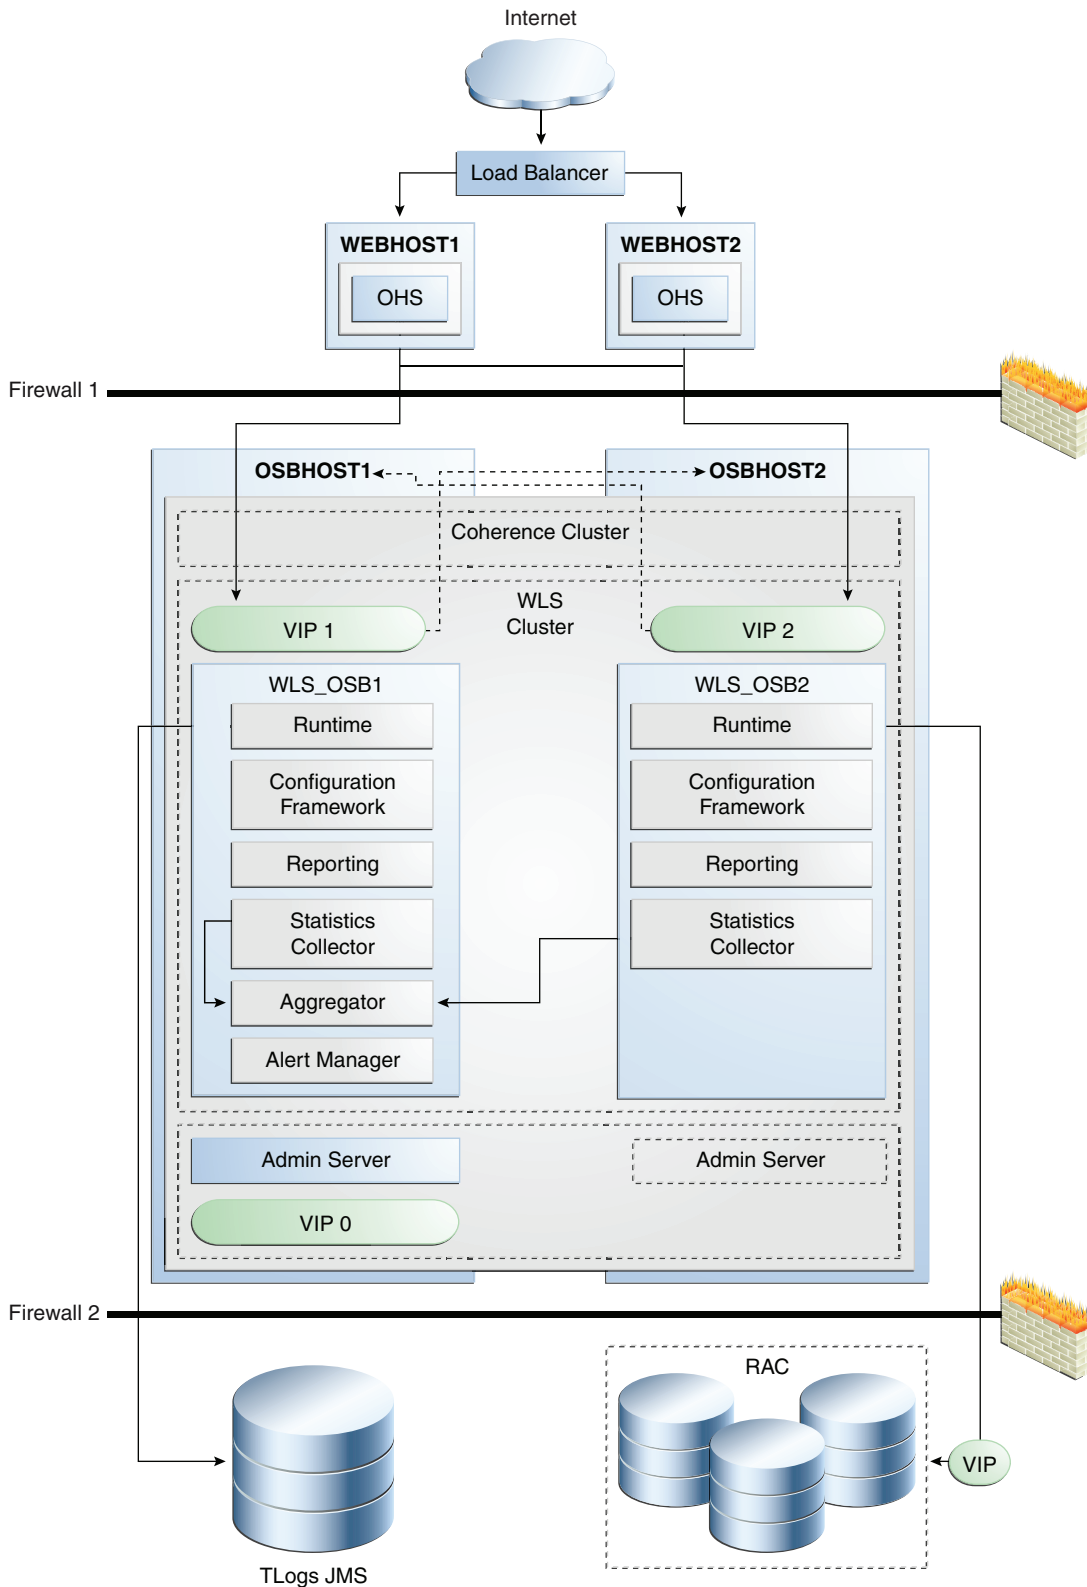 Internet
Load Balancer
WEBHOST1
WEBHOST2
OHS
OHS
Firewall 1
OSBHOST1
OSBHOST2
Coherence Cluster
WLS
Cluster
VIP 1
VIP 2
WLS_OSB1
WLS_OSB2
Runtime
Runtime
Configuration
Framework
Configuration
Framework
Reporting
Reporting
Statistics
Collector
Statistics
Collector
Aggregator
Alert Manager
Admin Server
Admin Server
VIP 0
Firewall 2
RAC
VIP
TLogs JMS